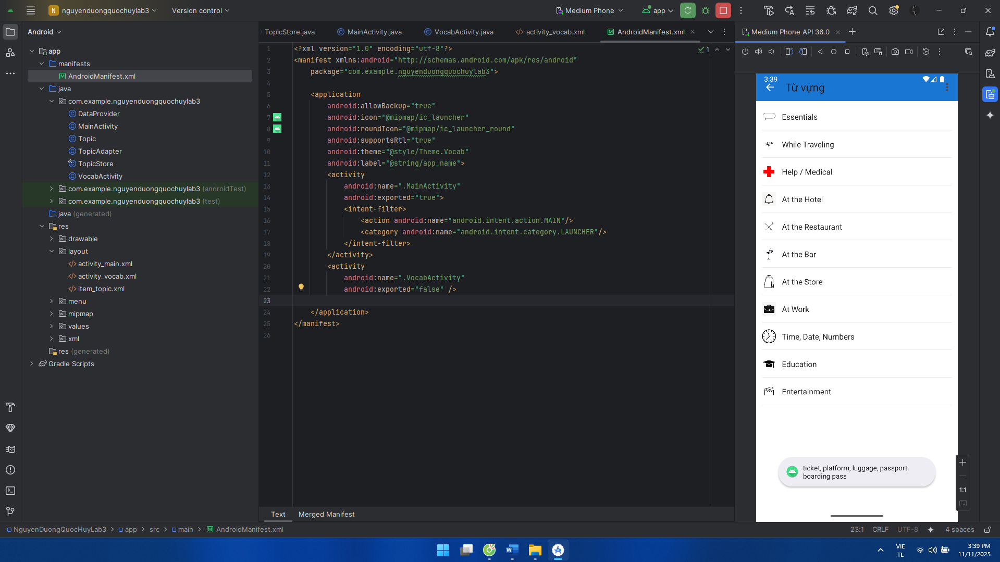 N nguyenduongquochuylab3
Version control
Medium Phone
app
Android
app
manifests
AndroidManifest.xml
java
com.example.nguyenduongquochuylab3
DataProvider
MainActivity
Topic
TopicAdapter
TopicStore
VocabActivity
com.example.nguyenduongquochuylab3 (androidTest)
com.example.nguyenduongquochuylab3 (test)
java (generated)
res
drawable
layout
activity_main.xml
activity_vocab.xml
item_topic.xml
menu
mipmap
values
xml
res (generated)
Gradle Scripts
TopicStore.java
MainActivity.java
VocabActivity.java
activity_vocab.xml
AndroidManifest.xml
1
1 <?xml version="1.0" encoding="utf-8"?>
2 <manifest xmlns:android="http://schemas.android.com/apk/res/android"
3 package="com.example.nguyenduongquochuylab3">
4
5 <application
6 android:allowBackup="true"
7 android:icon="@mipmap/ic_launcher"
8 android:roundIcon="@mipmap/ic_launcher_round"
9 android:supportsRtl="true"
10 android:theme="@style/Theme.Vocab"
11 android:label="@string/app_name">
12 <activity
13 android:name=".MainActivity"
14 android:exported="true">
15 <intent-filter>
16 <action android:name="android.intent.action.MAIN"/>
17 <category android:name="android.intent.category.LAUNCHER"/>
18 </intent-filter>
19 </activity>
20 <activity
21 android:name=".VocabActivity"
22 android:exported="false" />
23
24 </application>
25 </manifest>
26
Text
Merged Manifest
Medium Phone API 36.0
3:39
Từ vựng
Essentials
While Traveling
Help / Medical
At the Hotel
At the Restaurant
At the Bar
At the Store
At Work
Time, Date, Numbers
Education
Entertainment
ticket, platform, luggage, passport,
boarding pass
1:1
NguyenDuongQuocHuyLab3 > app > src > main > AndroidManifest.xml
23:1
CRLF
UTF-8
4 spaces
VIE
TL
3:39 PM
11/11/2025